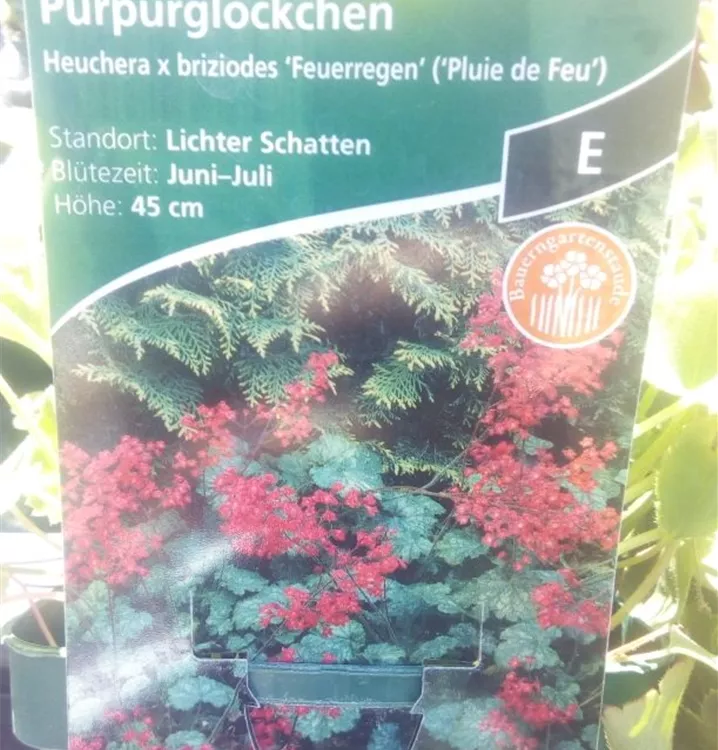 Purpurglöckchen
Heuchera x briziodes ‘Feuerregen’ (‘Pluie de Feu’)
Standort: Lichter Schatten
Blütezeit: Juni–Juli
Höhe: 45 cm
E
Bauerngartenstaude